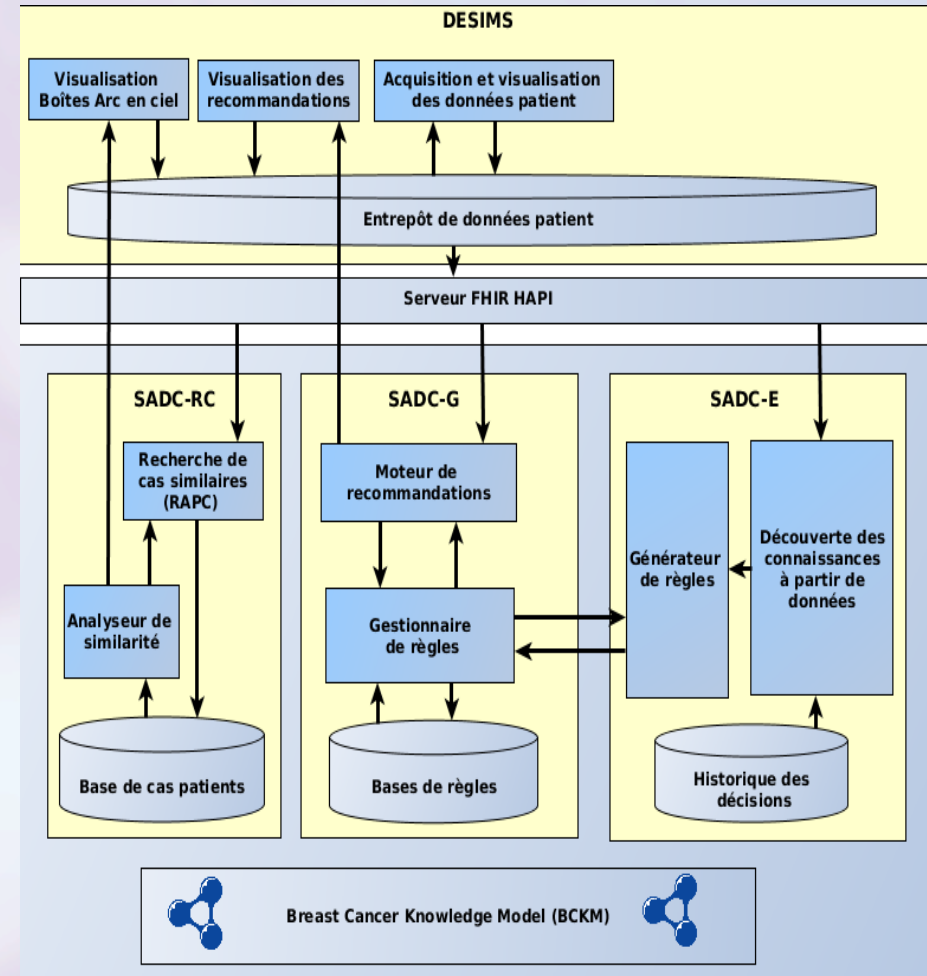 DESIMS
Visualisation
Boîtes Arc en ciel
Visualisation des
recommandations
Acquisition et visualisation
des données patient
Entrepôt de données patient
Serveur FHIR HAPI
SADC-RC
Recherche de
cas similaires
(RAPC)
Analyseur de
similarité
Base de cas patients
SADC-G
Moteur de
recommandations
Gestionnaire
de règles
Bases de règles
SADC-E
Générateur
de règles
Découverte des
connaissances
à partir de
données
Historique des
décisions
Breast Cancer Knowledge Model (BCKM)